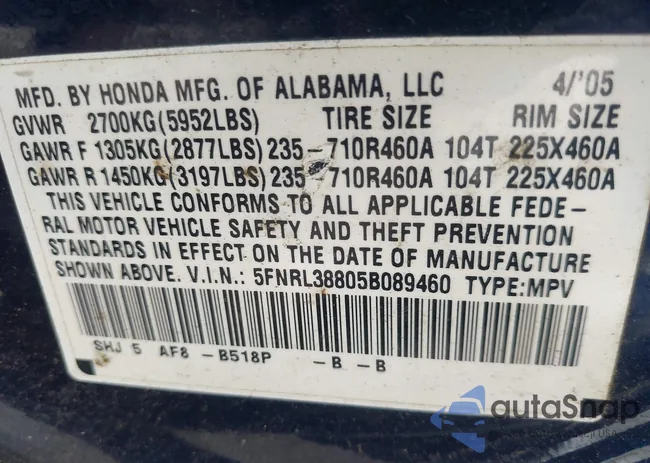 MFD. BY HONDA MFG. OF ALABAMA, LLC 4/'05
GVWR 2700KG(5952LBS) TIRE SIZE RIM SIZE
GAWR F 1305KG(2877LBS)235-710R460A 104T 225X460A
GAWR R 1450KG(3197LBS)235-710R460A 104T 225X460A
THIS VEHICLE CONFORMS TO ALL APPLICABLE FEDE-
RAL MOTOR VEHICLE SAFETY AND THEFT PREVENTION
STANDARDS IN EFFECT ON THE DATE OF MANUFACTURE
SHOWN ABOVE. V.I.N.: 5FNRL38805B089460 TYPE:MPV
SHJ 5 AF8 -B518P -B -B
autoSnap